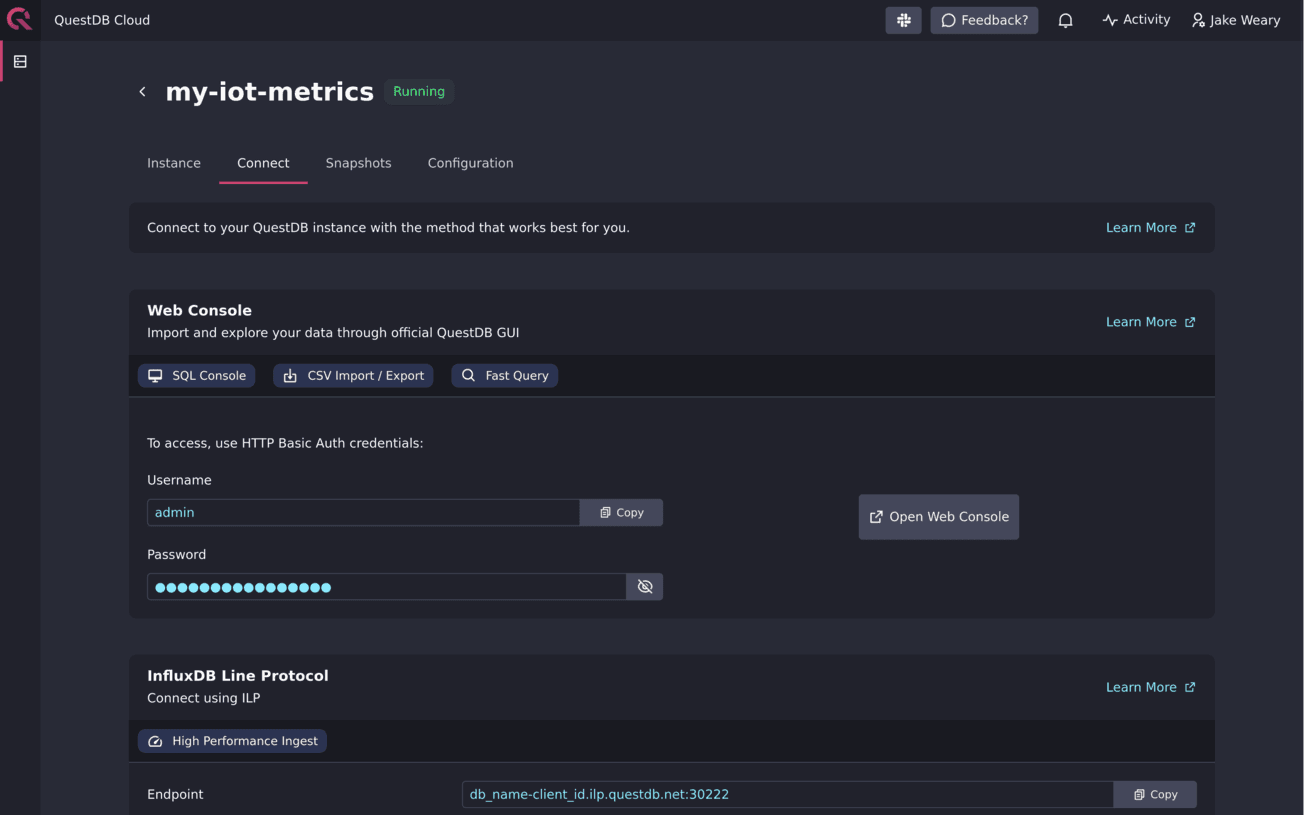 QuestDB Cloud
Feedback?
Activity
Jake Weary
my-iot-metrics
Running
Instance
Connect
Snapshots
Configuration
Connect to your QuestDB instance with the method that works best for you.
Learn More
Web Console
Import and explore your data through official QuestDB GUI
Learn More
SQL Console
CSV Import / Export
Fast Query
To access, use HTTP Basic Auth credentials:
Username
admin
Copy
Open Web Console
Password
InfluxDB Line Protocol
Connect using ILP
Learn More
High Performance Ingest
Endpoint
db_name-client_id.ilp.questdb.net:30222
Copy